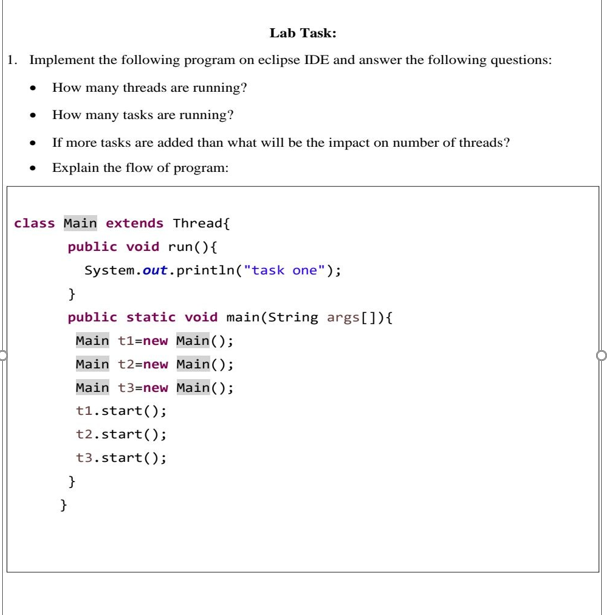 Lab Task:
1. Implement the following program on eclipse IDE and answer the following questions:
• How many threads are running?
• How many tasks are running?
• If more tasks are added than what will be the impact on number of threads?
• Explain the flow of program:
class Main extends Thread{
public void run(){
System.out.println("task one");
}
public static void main(String args[]){
Main t1=new Main();
Main t2=new Main();
Main t3=new Main();
t1.start();
t2.start();
t3.start();
}
}